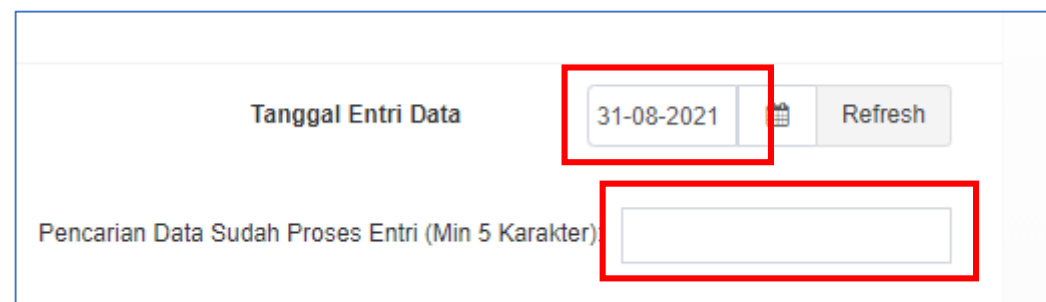 Tanggal Entri Data 31-08-2021 Refresh
Pencarian Data Sudah Proses Entri (Min 5 Karakter):